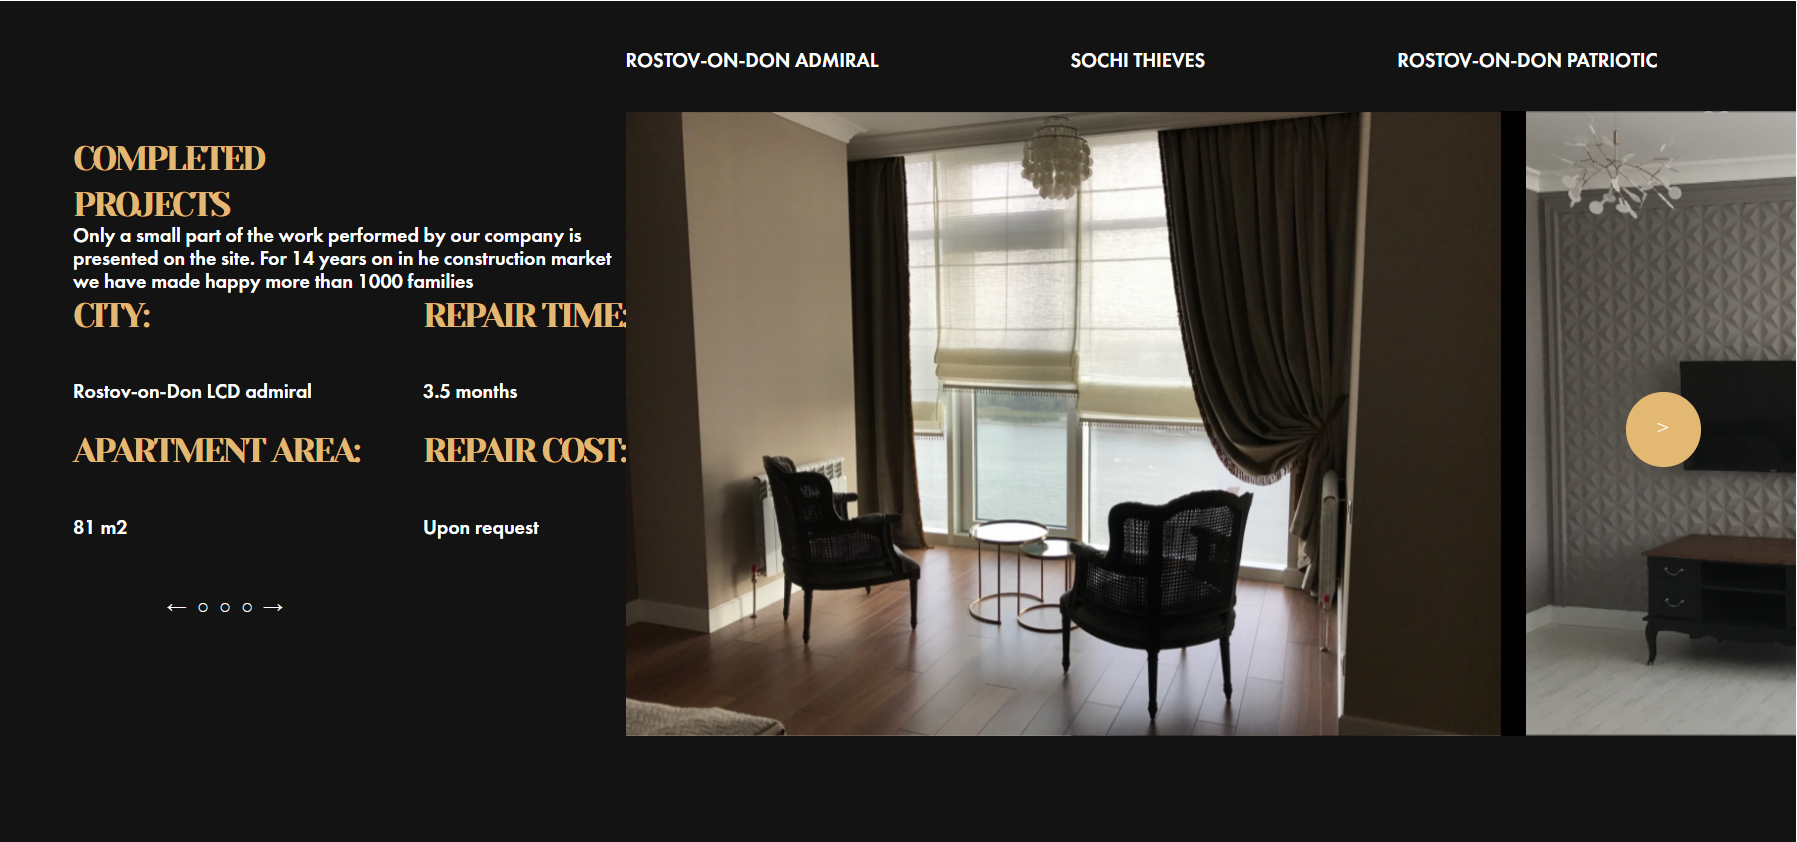 ROSTOV-ON-DON ADMIRAL
SOCHI THIEVES
ROSTOV-ON-DON PATRIOTIC
COMPLETED
PROJECTS
Only a small part of the work performed by our company is
presented on the site. For 14 years on in he construction market
we have made happy more than 1000 families
CITY:
REPAIR TIME:
Rostov-on-Don LCD admiral
3.5 months
APARTMENT AREA:
REPAIR COST:
81 m2
Upon request
← ○ ○ ○ →
>